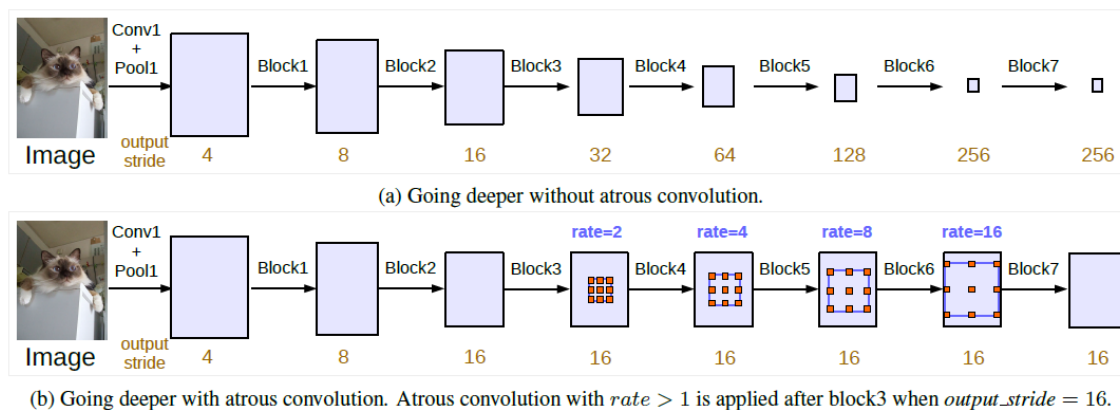 Conv1
+
Pool1
Block1 Block2 Block3 Block4 Block5 Block6 Block7
Image
output
stride
4 8 16 32 64 128 256 256
(a) Going deeper without atrous convolution.
rate=2 rate=4 rate=8 rate=16
Conv1
+
Pool1
Block1 Block2 Block3 Block4 Block5 Block6 Block7
Image
output
stride
4 8 16 16 16 16 16 16
(b) Going deeper with atrous convolution. Atrous convolution with rate > 1 is applied after block3 when output_stride = 16.